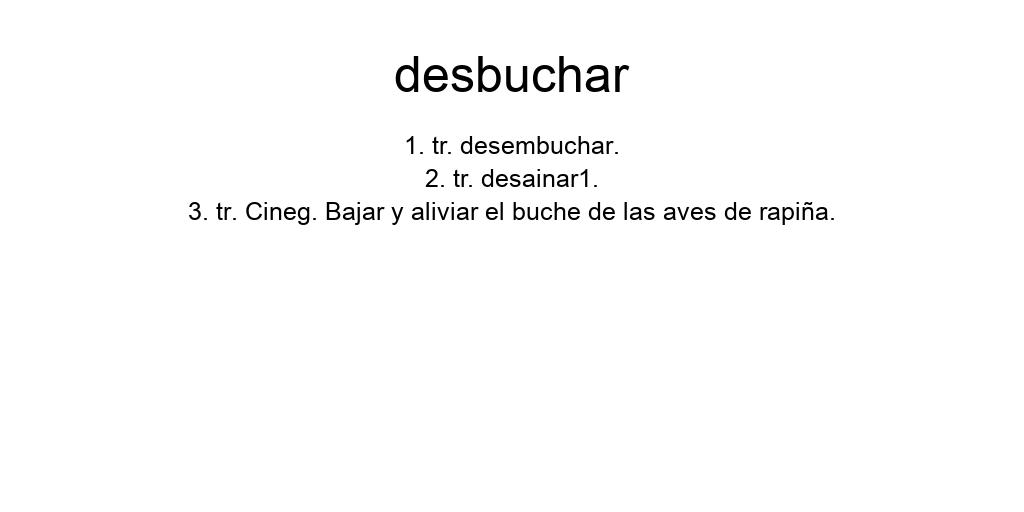 desbuchar
1. tr. desembuchar.
2. tr. desainar1.
3. tr. Cineg. Bajar y aliviar el buche de las aves de rapiña.